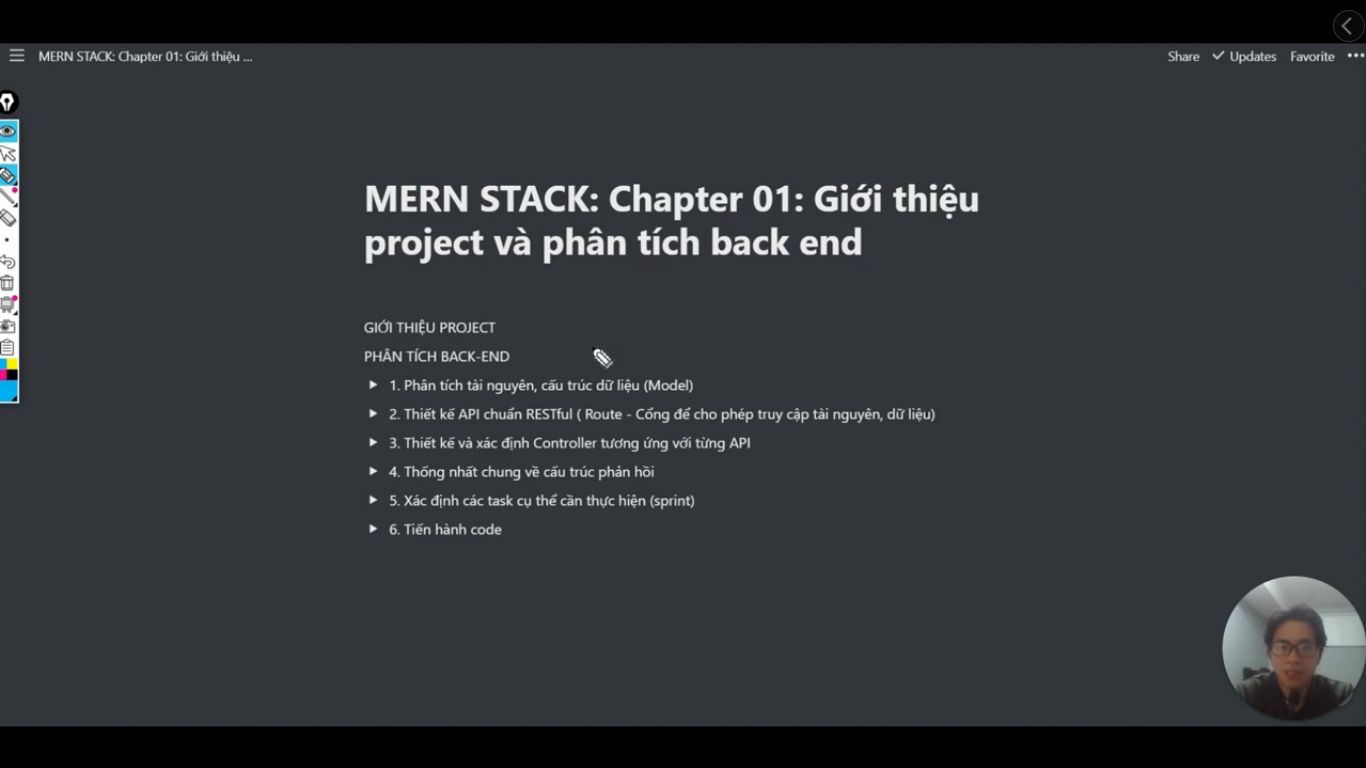 MERN STACK: Chapter 01: Giới thiệu ...
Share
Updates
Favorite
MERN STACK: Chapter 01: Giới thiệu
project và phân tích back end
GIỚI THIỆU PROJECT
PHÂN TÍCH BACK-END
1. Phân tích tài nguyên, cấu trúc dữ liệu (Model)
2. Thiết kế API chuẩn RESTful ( Route - Cổng để cho phép truy cập tài nguyên, dữ liệu)
3. Thiết kế và xác định Controller tương ứng với từng API
4. Thống nhất chung về cấu trúc phản hồi
5. Xác định các task cụ thể cần thực hiện (sprint)
6. Tiến hành code